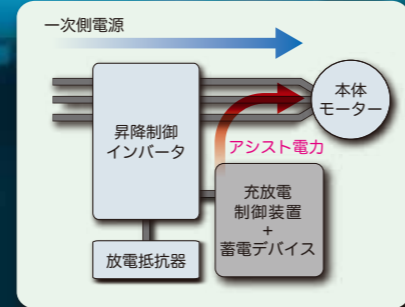 一次側電源
本体
モーター
昇降制御
インバータ
アシスト電力
充放電
制御装置
+
蓄電デバイス
放電抵抗器